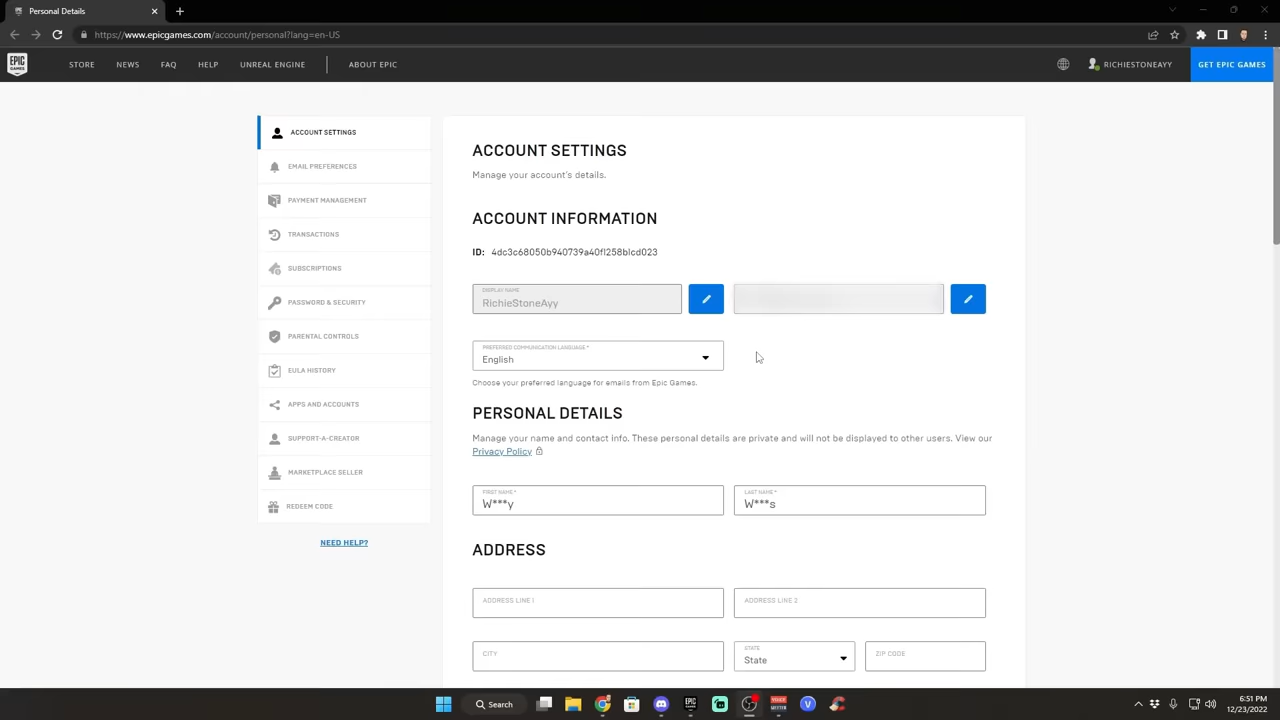 Personal Details
https://www.epicgames.com/account/personal?lang=en-US
EPIC GAMES
STORE NEWS FAQ HELP UNREAL ENGINE ABOUT EPIC
RICHIESTONEAYY
GET EPIC GAMES
ACCOUNT SETTINGS
EMAIL PREFERENCES
PAYMENT MANAGEMENT
TRANSACTIONS
SUBSCRIPTIONS
PASSWORD & SECURITY
PARENTAL CONTROLS
EULA HISTORY
APPS AND ACCOUNTS
SUPPORT-A-CREATOR
MARKETPLACE SELLER
REDEEM CODE
NEED HELP?
ACCOUNT SETTINGS
Manage your account's details.
ACCOUNT INFORMATION
ID: 4dc3c68050b940739a40f1258b1cd023
DISPLAY NAME
RichieStoneAyy
PREFERRED COMMUNICATION LANGUAGE *
English
Choose your preferred language for emails from Epic Games.
PERSONAL DETAILS
Manage your name and contact info. These personal details are private and will not be displayed to other users. View our
Privacy Policy
FIRST NAME *
W***y
LAST NAME *
W***s
ADDRESS
ADDRESS LINE 1
ADDRESS LINE 2
CITY
STATE
State
ZIP CODE
Search
6:51 PM
12/23/2022